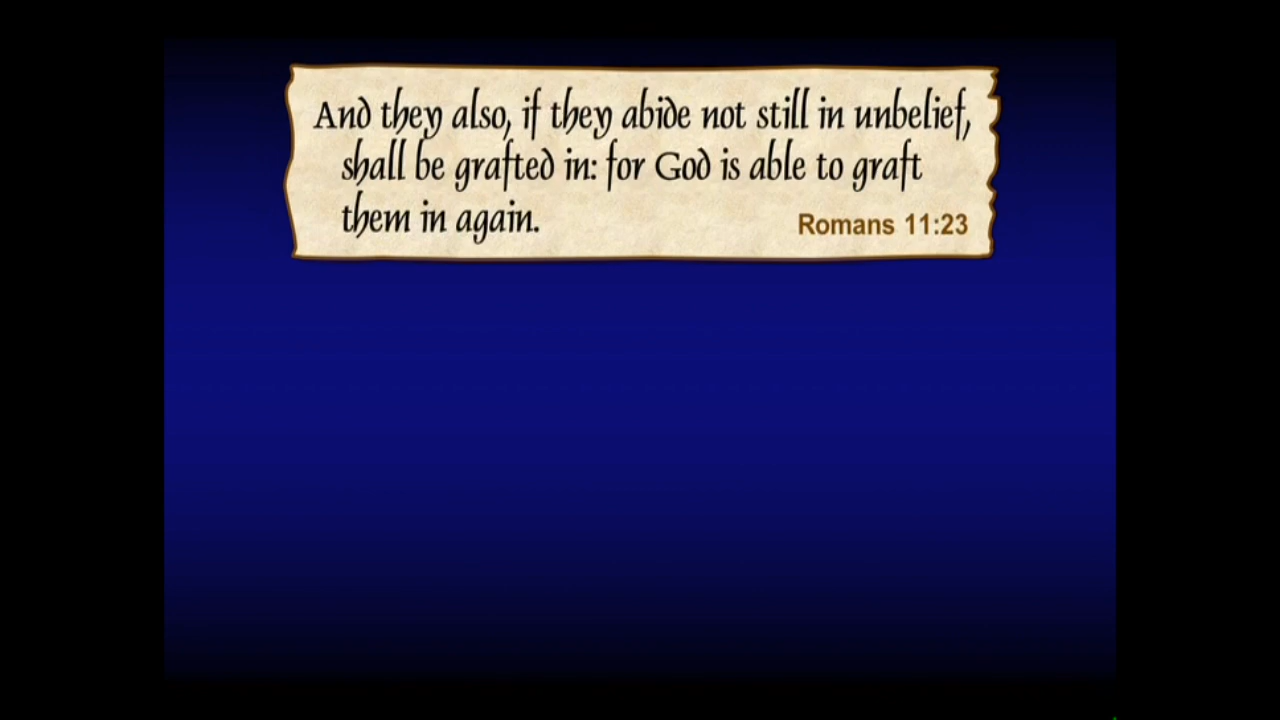 And they also, if they abide not still in unbelief,
shall be grafted in: for God is able to graft
them in again.
Romans 11:23